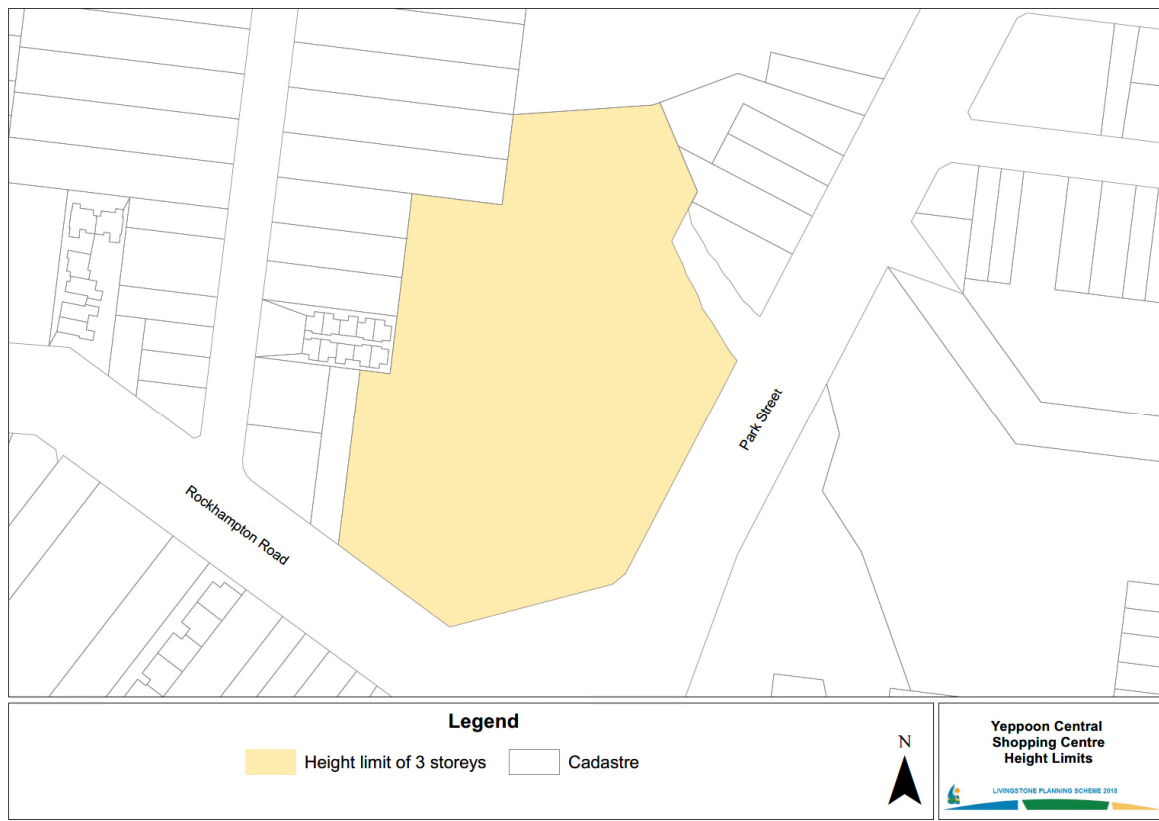 Park Street
Rockhampton Road
Legend
Height limit of 3 storeys
Cadastre
N
Yeppoon Central
Shopping Centre
Height Limits
LIVINGSTONE PLANNING SCHEME 2018